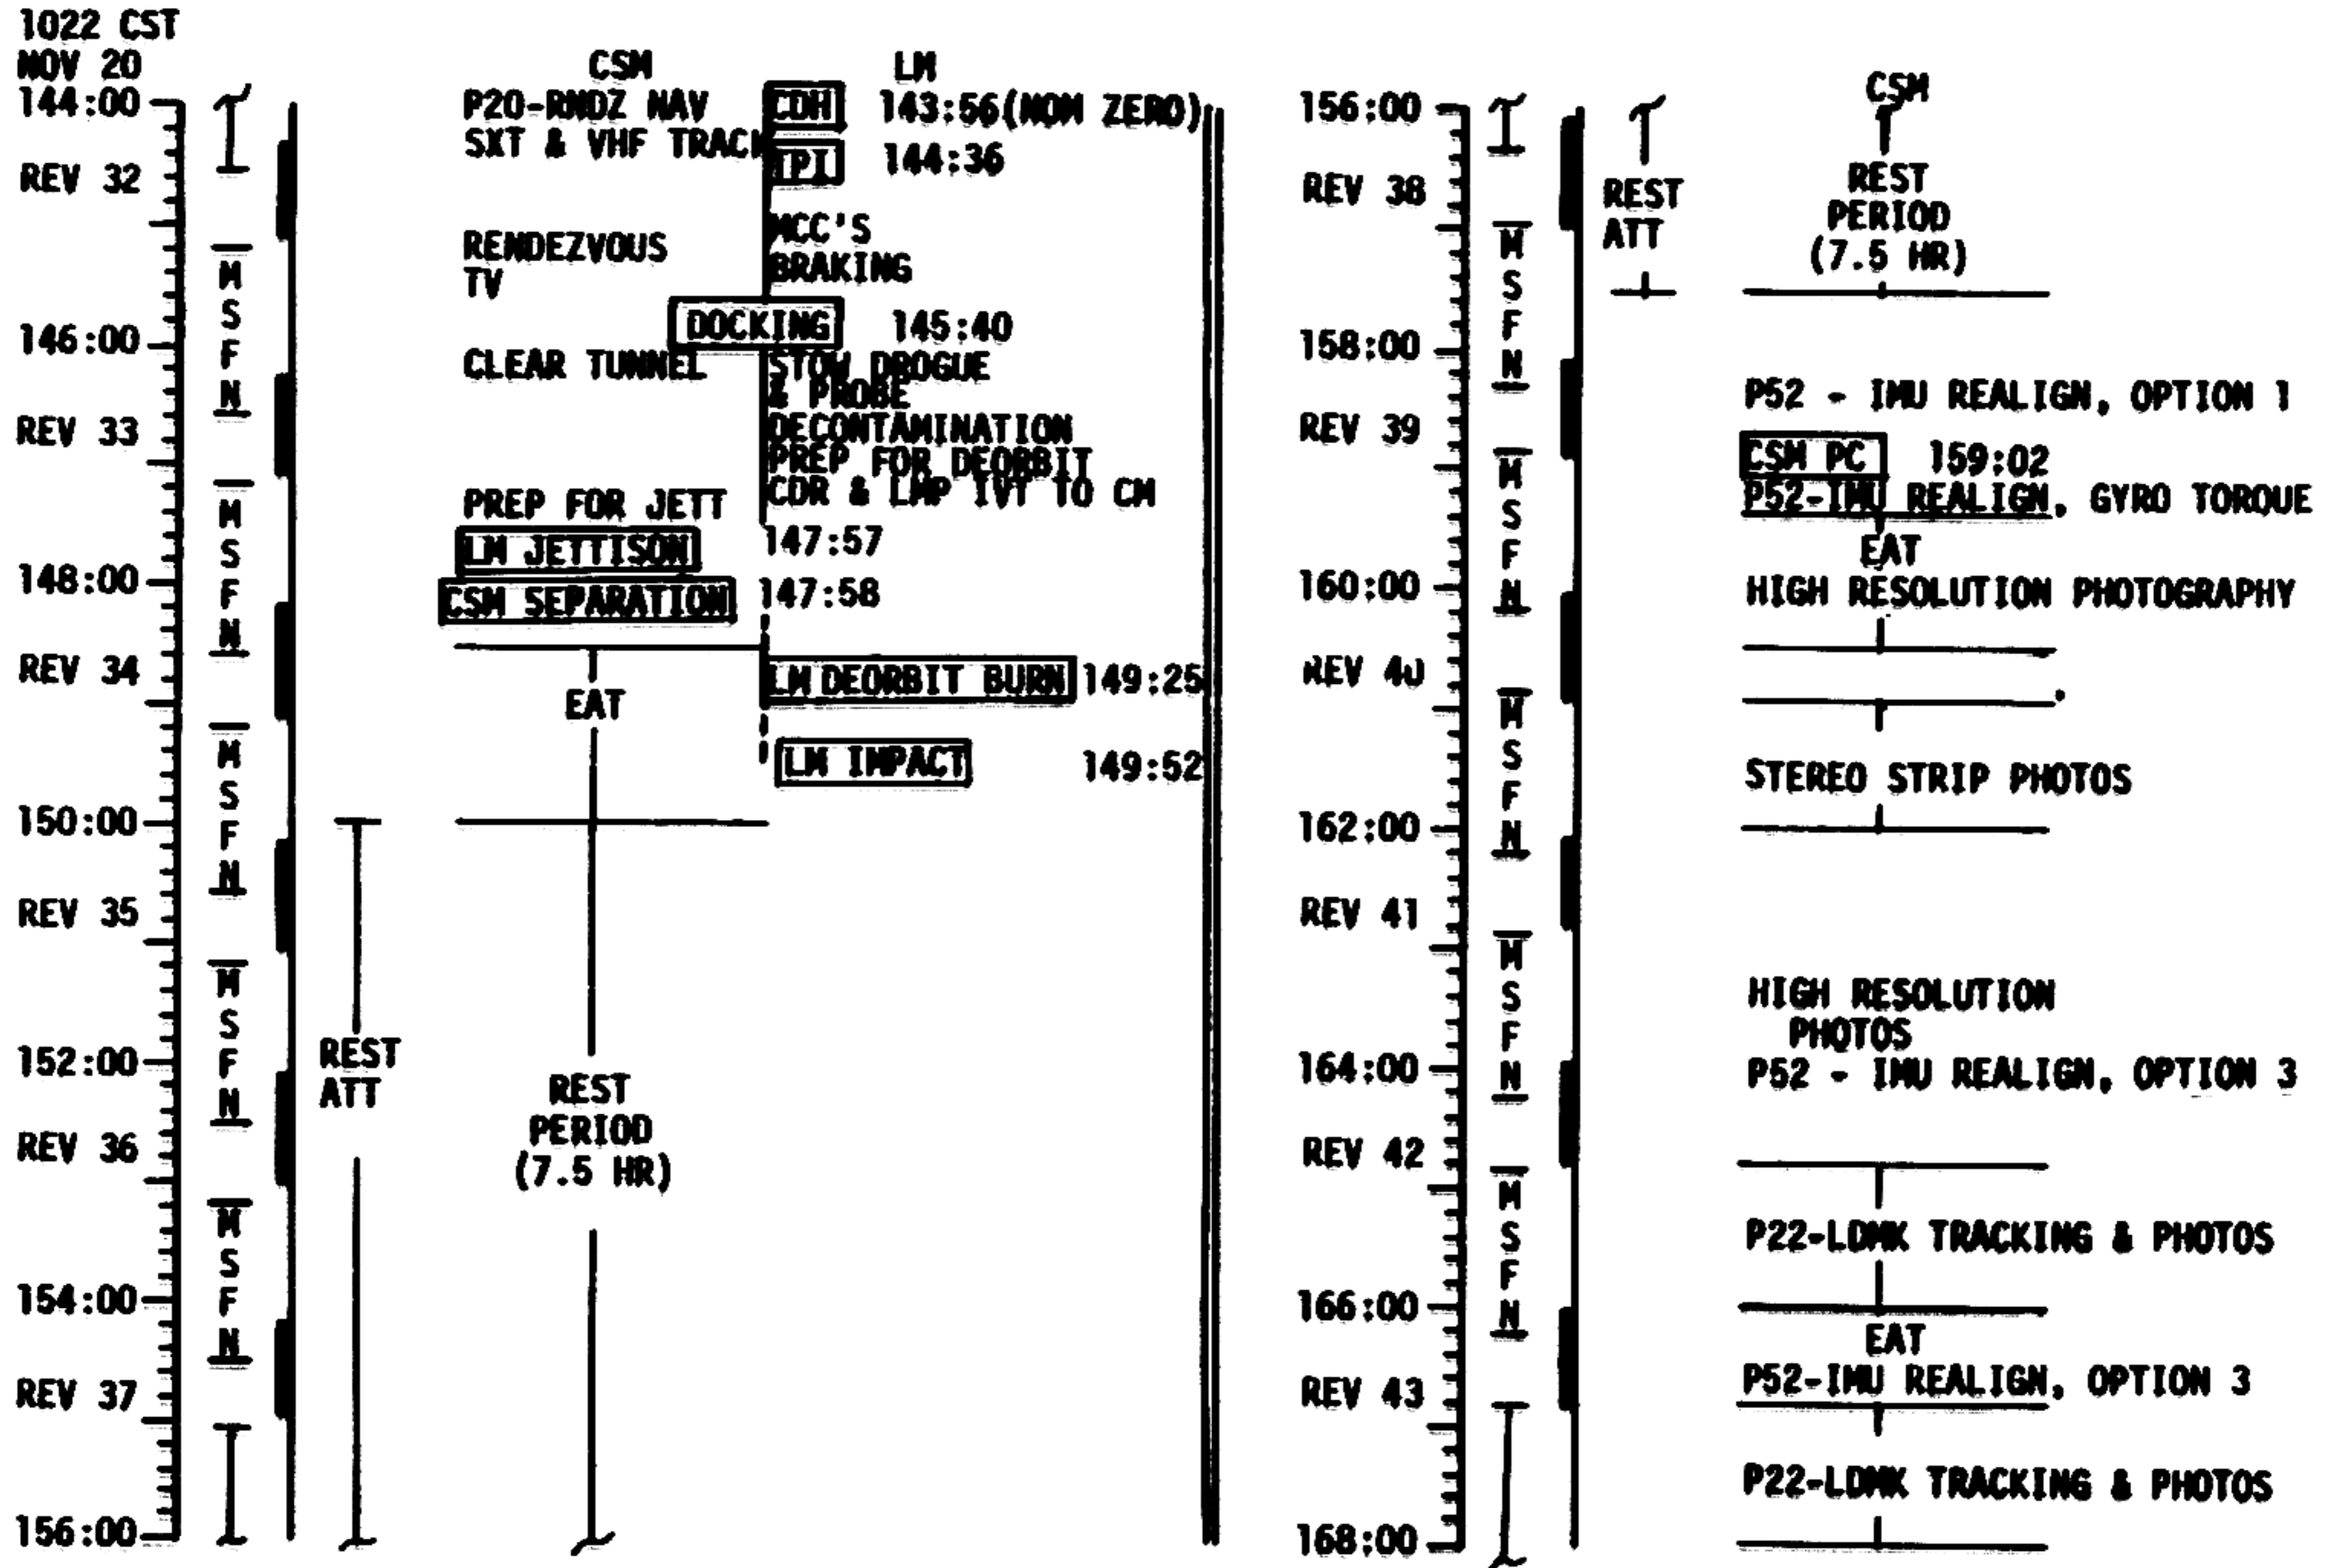 1022 CST
NOV 20
CSM
LM
144:00
P20-RNDZ NAV
CDH
143:56(NOM ZERO)
SXT & VHF TRACK
TPI
144:36
REV 32
MCC'S
RENDEZVOUS
BRAKING
TV
M
S
F
N
DOCKING
145:40
146:00
CLEAR TUNNEL
STOW DROGUE
& PROBE
DECONTAMINATION
REV 33
PREP FOR DEORBIT
CDR & LMP IVT TO CM
PREP FOR JETT
M
S
F
N
LM JETTISON
147:57
148:00
CSM SEPARATION
147:58
REV 34
LM DEORBIT BURN
149:25
EAT
M
S
F
N
LM IMPACT
149:52
150:00
REV 35
M
S
F
N
152:00
REST
ATT
REST
PERIOD
(7.5 HR)
REV 36
M
S
F
N
154:00
REV 37
156:00
CSM
156:00
REV 38
REST
ATT
REST
PERIOD
(7.5 HR)
M
S
F
N
158:00
P52 - IMU REALIGN, OPTION 1
REV 39
CSM PC
159:02
P52-IMU REALIGN, GYRO TORQUE
M
S
F
N
EAT
160:00
HIGH RESOLUTION PHOTOGRAPHY
REV 40
M
S
F
N
STEREO STRIP PHOTOS
162:00
REV 41
M
S
F
N
HIGH RESOLUTION
PHOTOS
164:00
P52 - IMU REALIGN, OPTION 3
REV 42
M
S
F
N
P22-LDMK TRACKING & PHOTOS
166:00
EAT
REV 43
P52-IMU REALIGN, OPTION 3
P22-LDMK TRACKING & PHOTOS
168:00